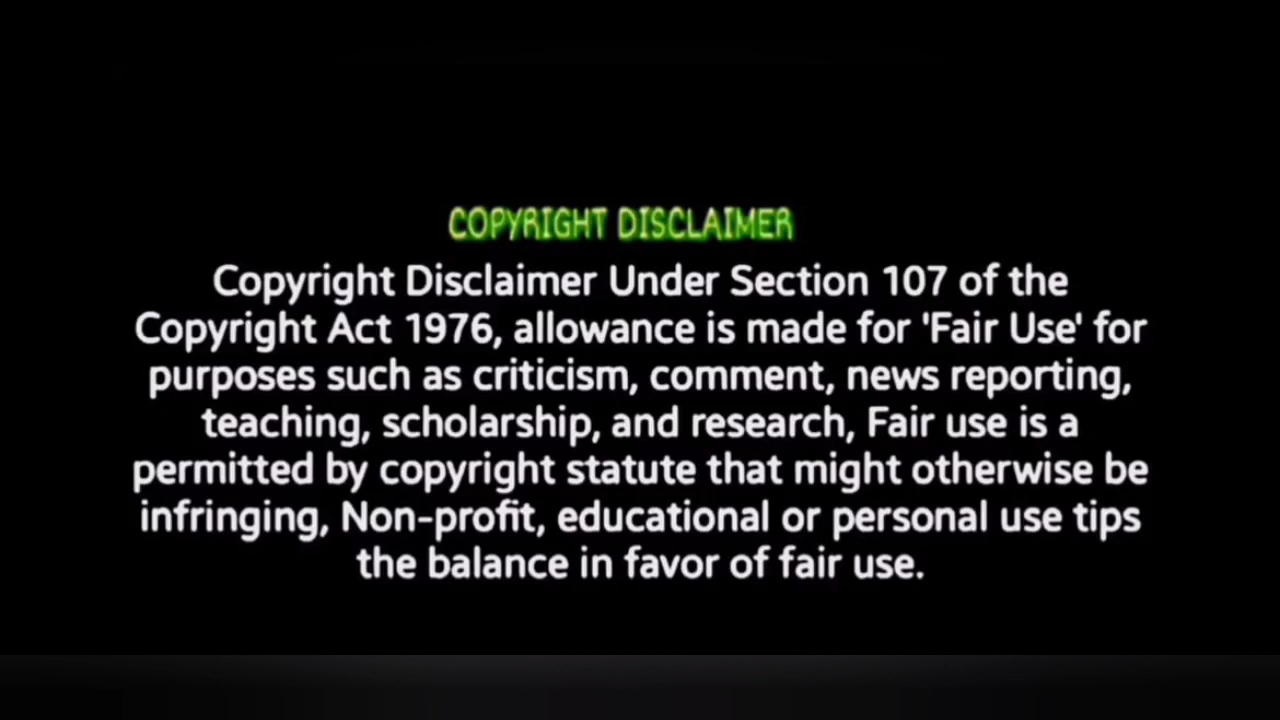 COPYRIGHT DISCLAIMER
Copyright Disclaimer Under Section 107 of the
Copyright Act 1976, allowance is made for 'Fair Use' for
purposes such as criticism, comment, news reporting,
teaching, scholarship, and research, Fair use is a
permitted by copyright statute that might otherwise be
infringing, Non-profit, educational or personal use tips
the balance in favor of fair use.